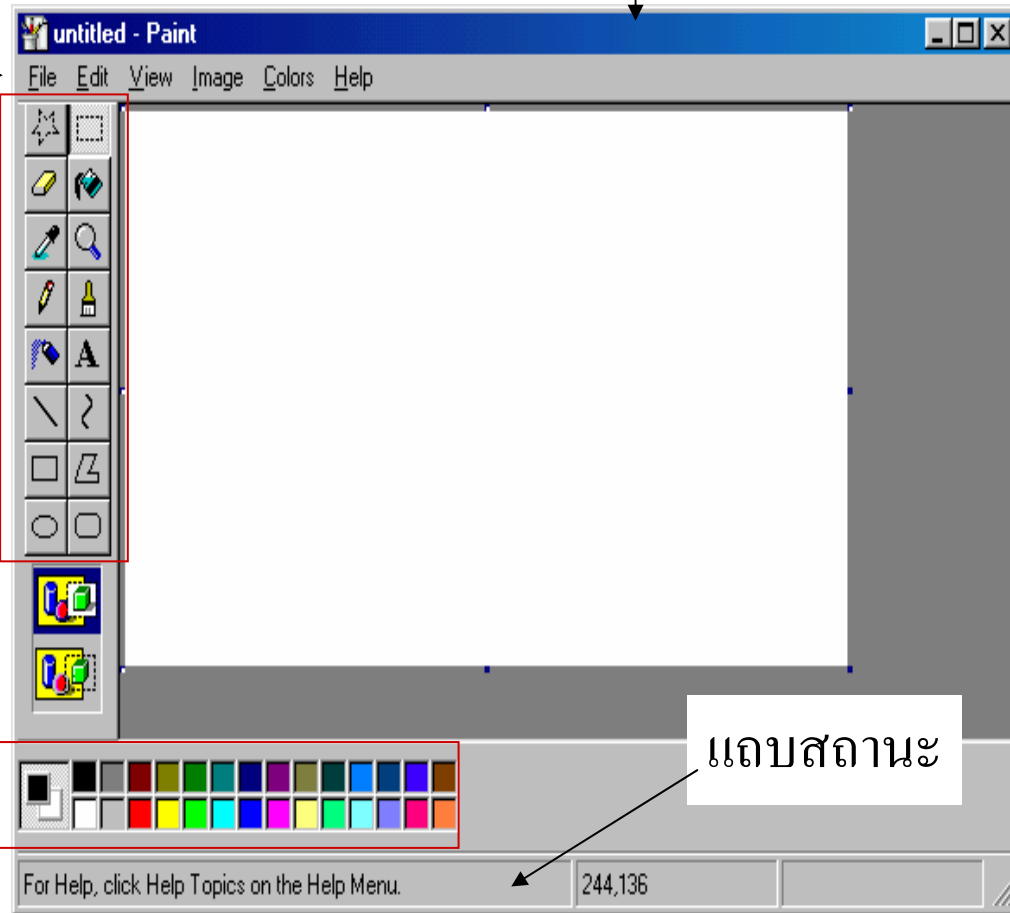 untitled - Paint
File Edit View Image Colors Help
A
แถบสถานะ
For Help, click Help Topics on the Help Menu. 244,136